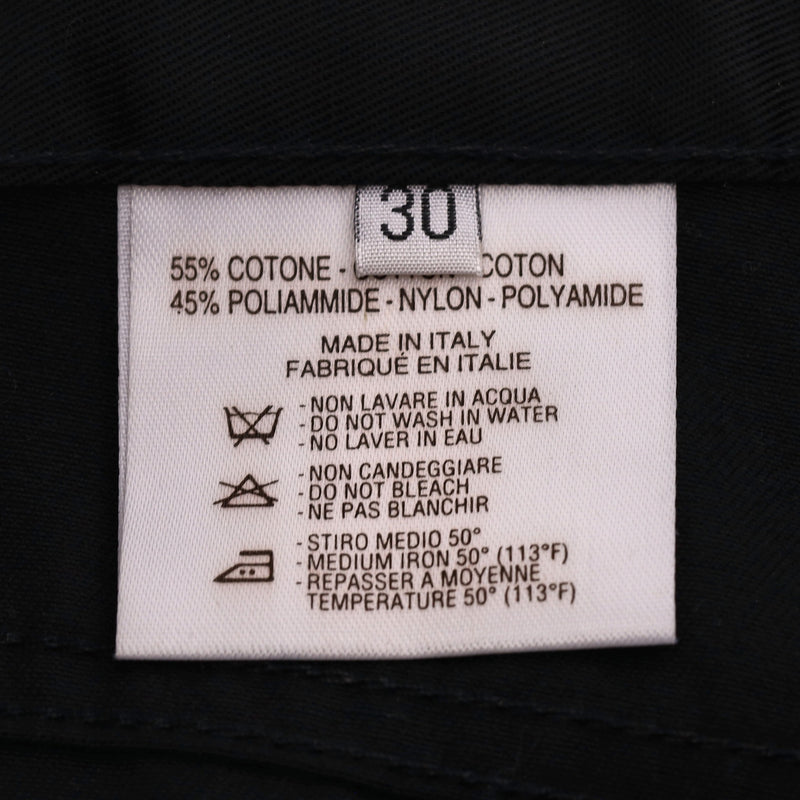 30
55% COTONE - COTON
45% POLIAMMIDE - NYLON - POLYAMIDE
MADE IN ITALY
FABRIQUÉ EN ITALIE
- NON LAVARE IN ACQUA
- DO NOT WASH IN WATER
- NO LAVER IN EAU
- NON CANDEGGIARE
- DO NOT BLEACH
- NE PAS BLANCHIR
- STIRO MEDIO 50°
- MEDIUM IRON 50° (113°F)
- REPASSER A MOYENNE
TEMPERATURE 50° (113°F)